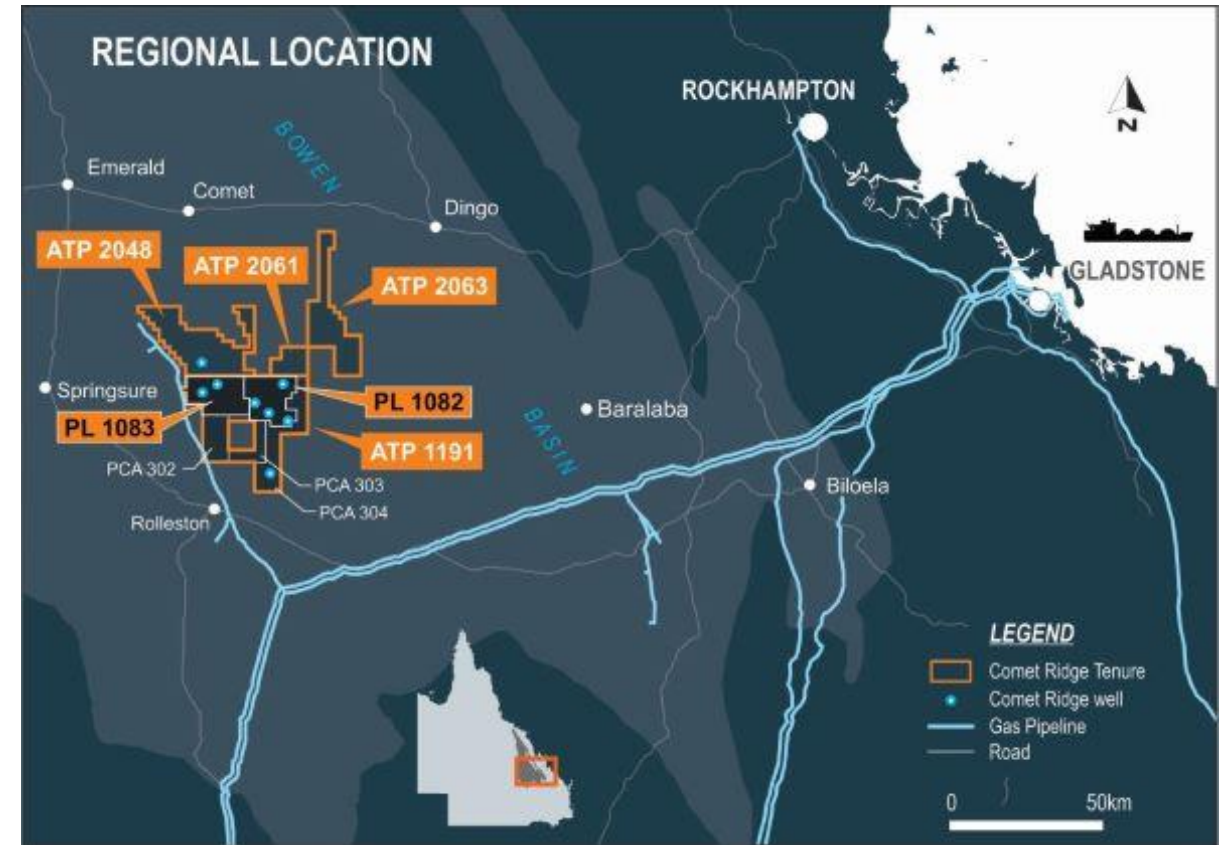 REGIONAL LOCATION
ROCKHAMPTON
N
BOWEN
Emerald
Comet
Dingo
GLADSTONE
ATP 2048
ATP 2061
ATP 2063
Springsure
PL 1082
PL 1083
Baralaba
BASIN
ATP 1191
PCA 302
PCA 303
PCA 304
Biloela
Rolleston
LEGEND
Comet Ridge Tenure
Comet Ridge well
Gas Pipeline
Road
0 50km